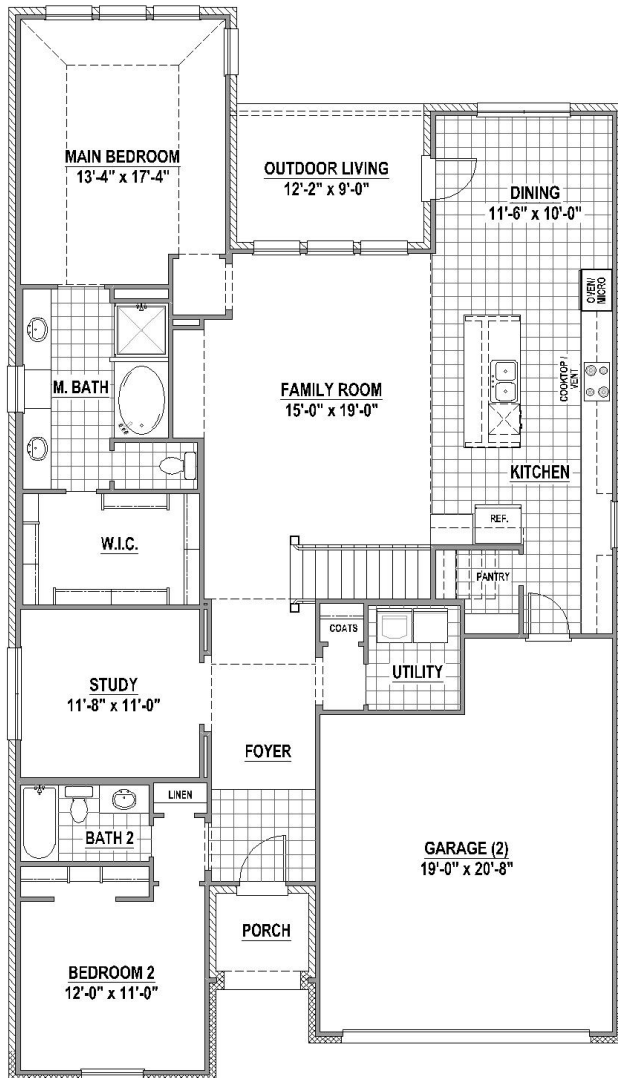 MAIN BEDROOM
13'-4" x 17'-4"
OUTDOOR LIVING
12'-2" x 9'-0"
DINING
11'-6" x 10'-0"
OVEN/
MICRO
COOKTOP /
VENT
M. BATH
FAMILY ROOM
15'-0" x 19'-0"
KITCHEN
REF.
W.I.C.
PANTRY
COATS
UTILITY
STUDY
11'-8" x 11'-0"
FOYER
LINEN
BATH 2
GARAGE (2)
19'-0" x 20'-8"
PORCH
BEDROOM 2
12'-0" x 11'-0"